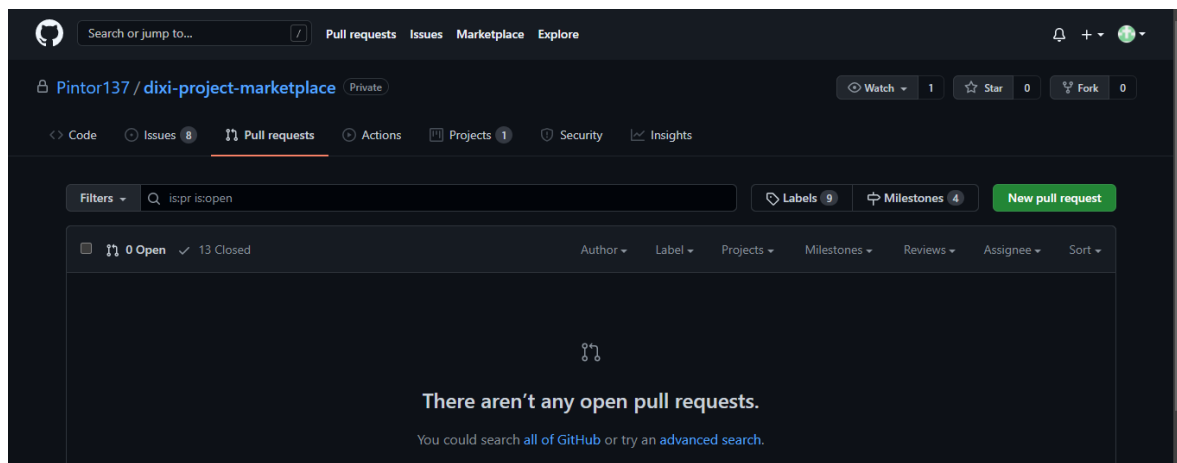 Search or jump to... / Pull requests Issues Marketplace Explore
Pintor137 / dixi-project-marketplace Private Watch 1 Star 0 Fork 0
Code Issues 8 Pull requests Actions Projects 1 Security Insights
Filters is:pr is:open Labels 9 Milestones 4 New pull request
0 Open 13 Closed Author Label Projects Milestones Reviews Assignee Sort
There aren’t any open pull requests.
You could search all of GitHub or try an advanced search.